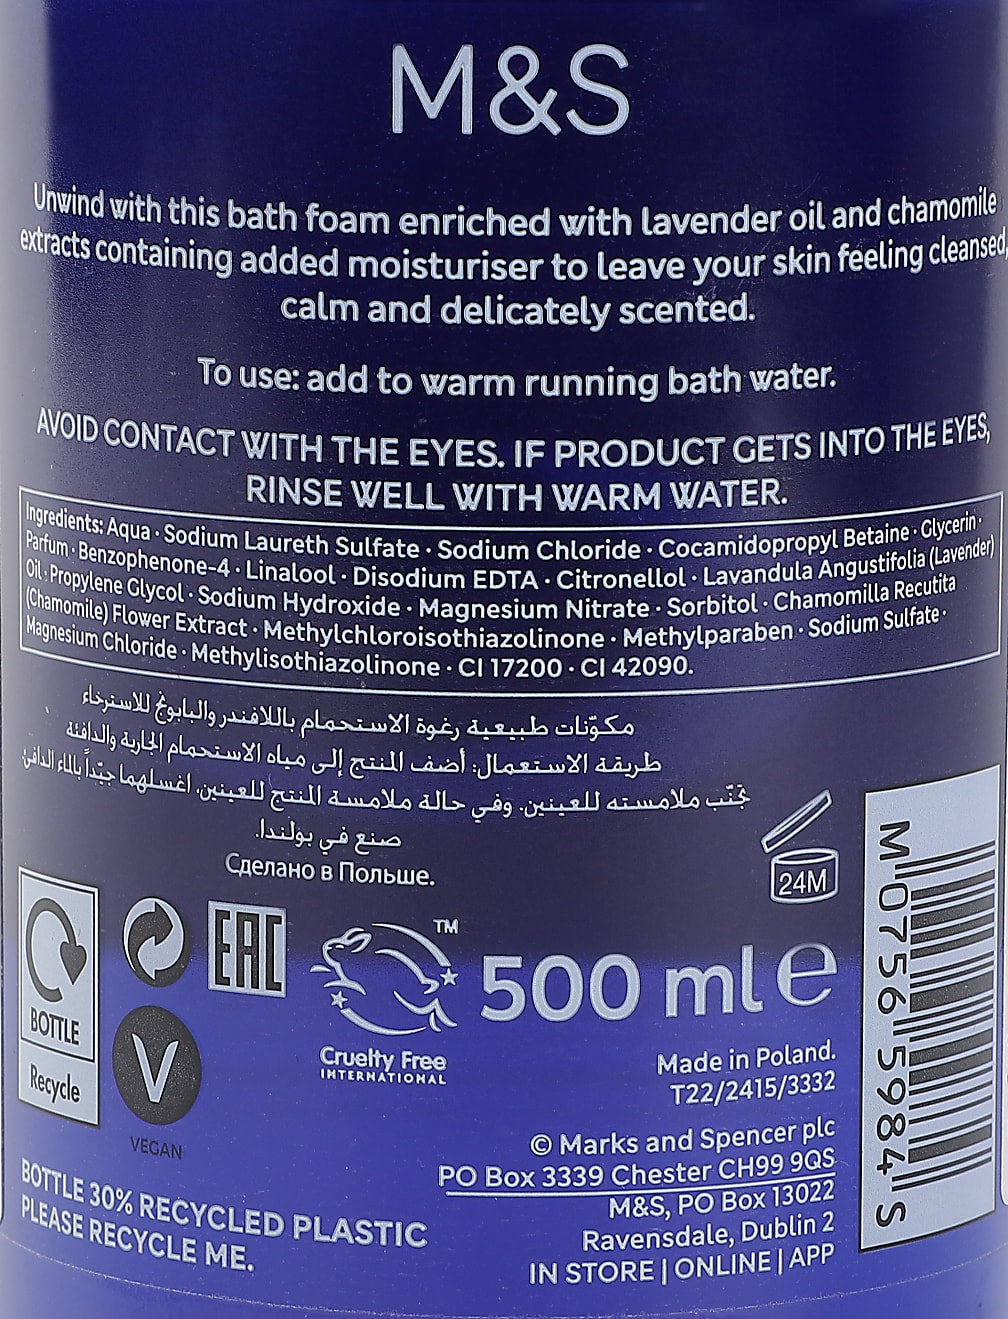 M&S
Unwind with this bath foam enriched with lavender oil and chamomile
extracts containing added moisturiser to leave your skin feeling cleansed,
calm and delicately scented.
To use: add to warm running bath water.
AVOID CONTACT WITH THE EYES. IF PRODUCT GETS INTO THE EYES,
RINSE WELL WITH WARM WATER.
Ingredients: Aqua · Sodium Laureth Sulfate · Sodium Chloride · Cocamidopropyl Betaine · Glycerin ·
Parfum · Benzophenone-4 · Linalool · Disodium EDTA · Citronellol · Lavandula Angustifolia (Lavender)
Oil · Propylene Glycol · Sodium Hydroxide · Magnesium Nitrate · Sorbitol · Chamomilla Recutita
(Chamomile) Flower Extract · Methylchloroisothiazolinone · Methylparaben · Sodium Sulfate ·
Magnesium Chloride · Methylisothiazolinone · CI 17200 · CI 42090.
مكوّنات طبيعية رغوة الاستحمام باللافندر والبابونج للاسترخاء
طريقة الاستعمال: أضف المنتج إلى مياه الاستحمام الجارية والدافئة
تجنّب ملامسته للعينين. وفي حالة ملامسة المنتج للعينين، اغسلهما جيّداً بالماء الدافئ
صنع في بولندا.
Сделано в Польше.
24M
M 0756 5984 S
EAC
TM
500 ml e
BOTTLE
Recycle
V
VEGAN
Cruelty Free
INTERNATIONAL
Made in Poland.
T22/2415/3332
© Marks and Spencer plc
PO Box 3339 Chester CH99 9QS
M&S, PO Box 13022
Ravensdale, Dublin 2
IN STORE | ONLINE | APP
BOTTLE 30% RECYCLED PLASTIC
PLEASE RECYCLE ME.